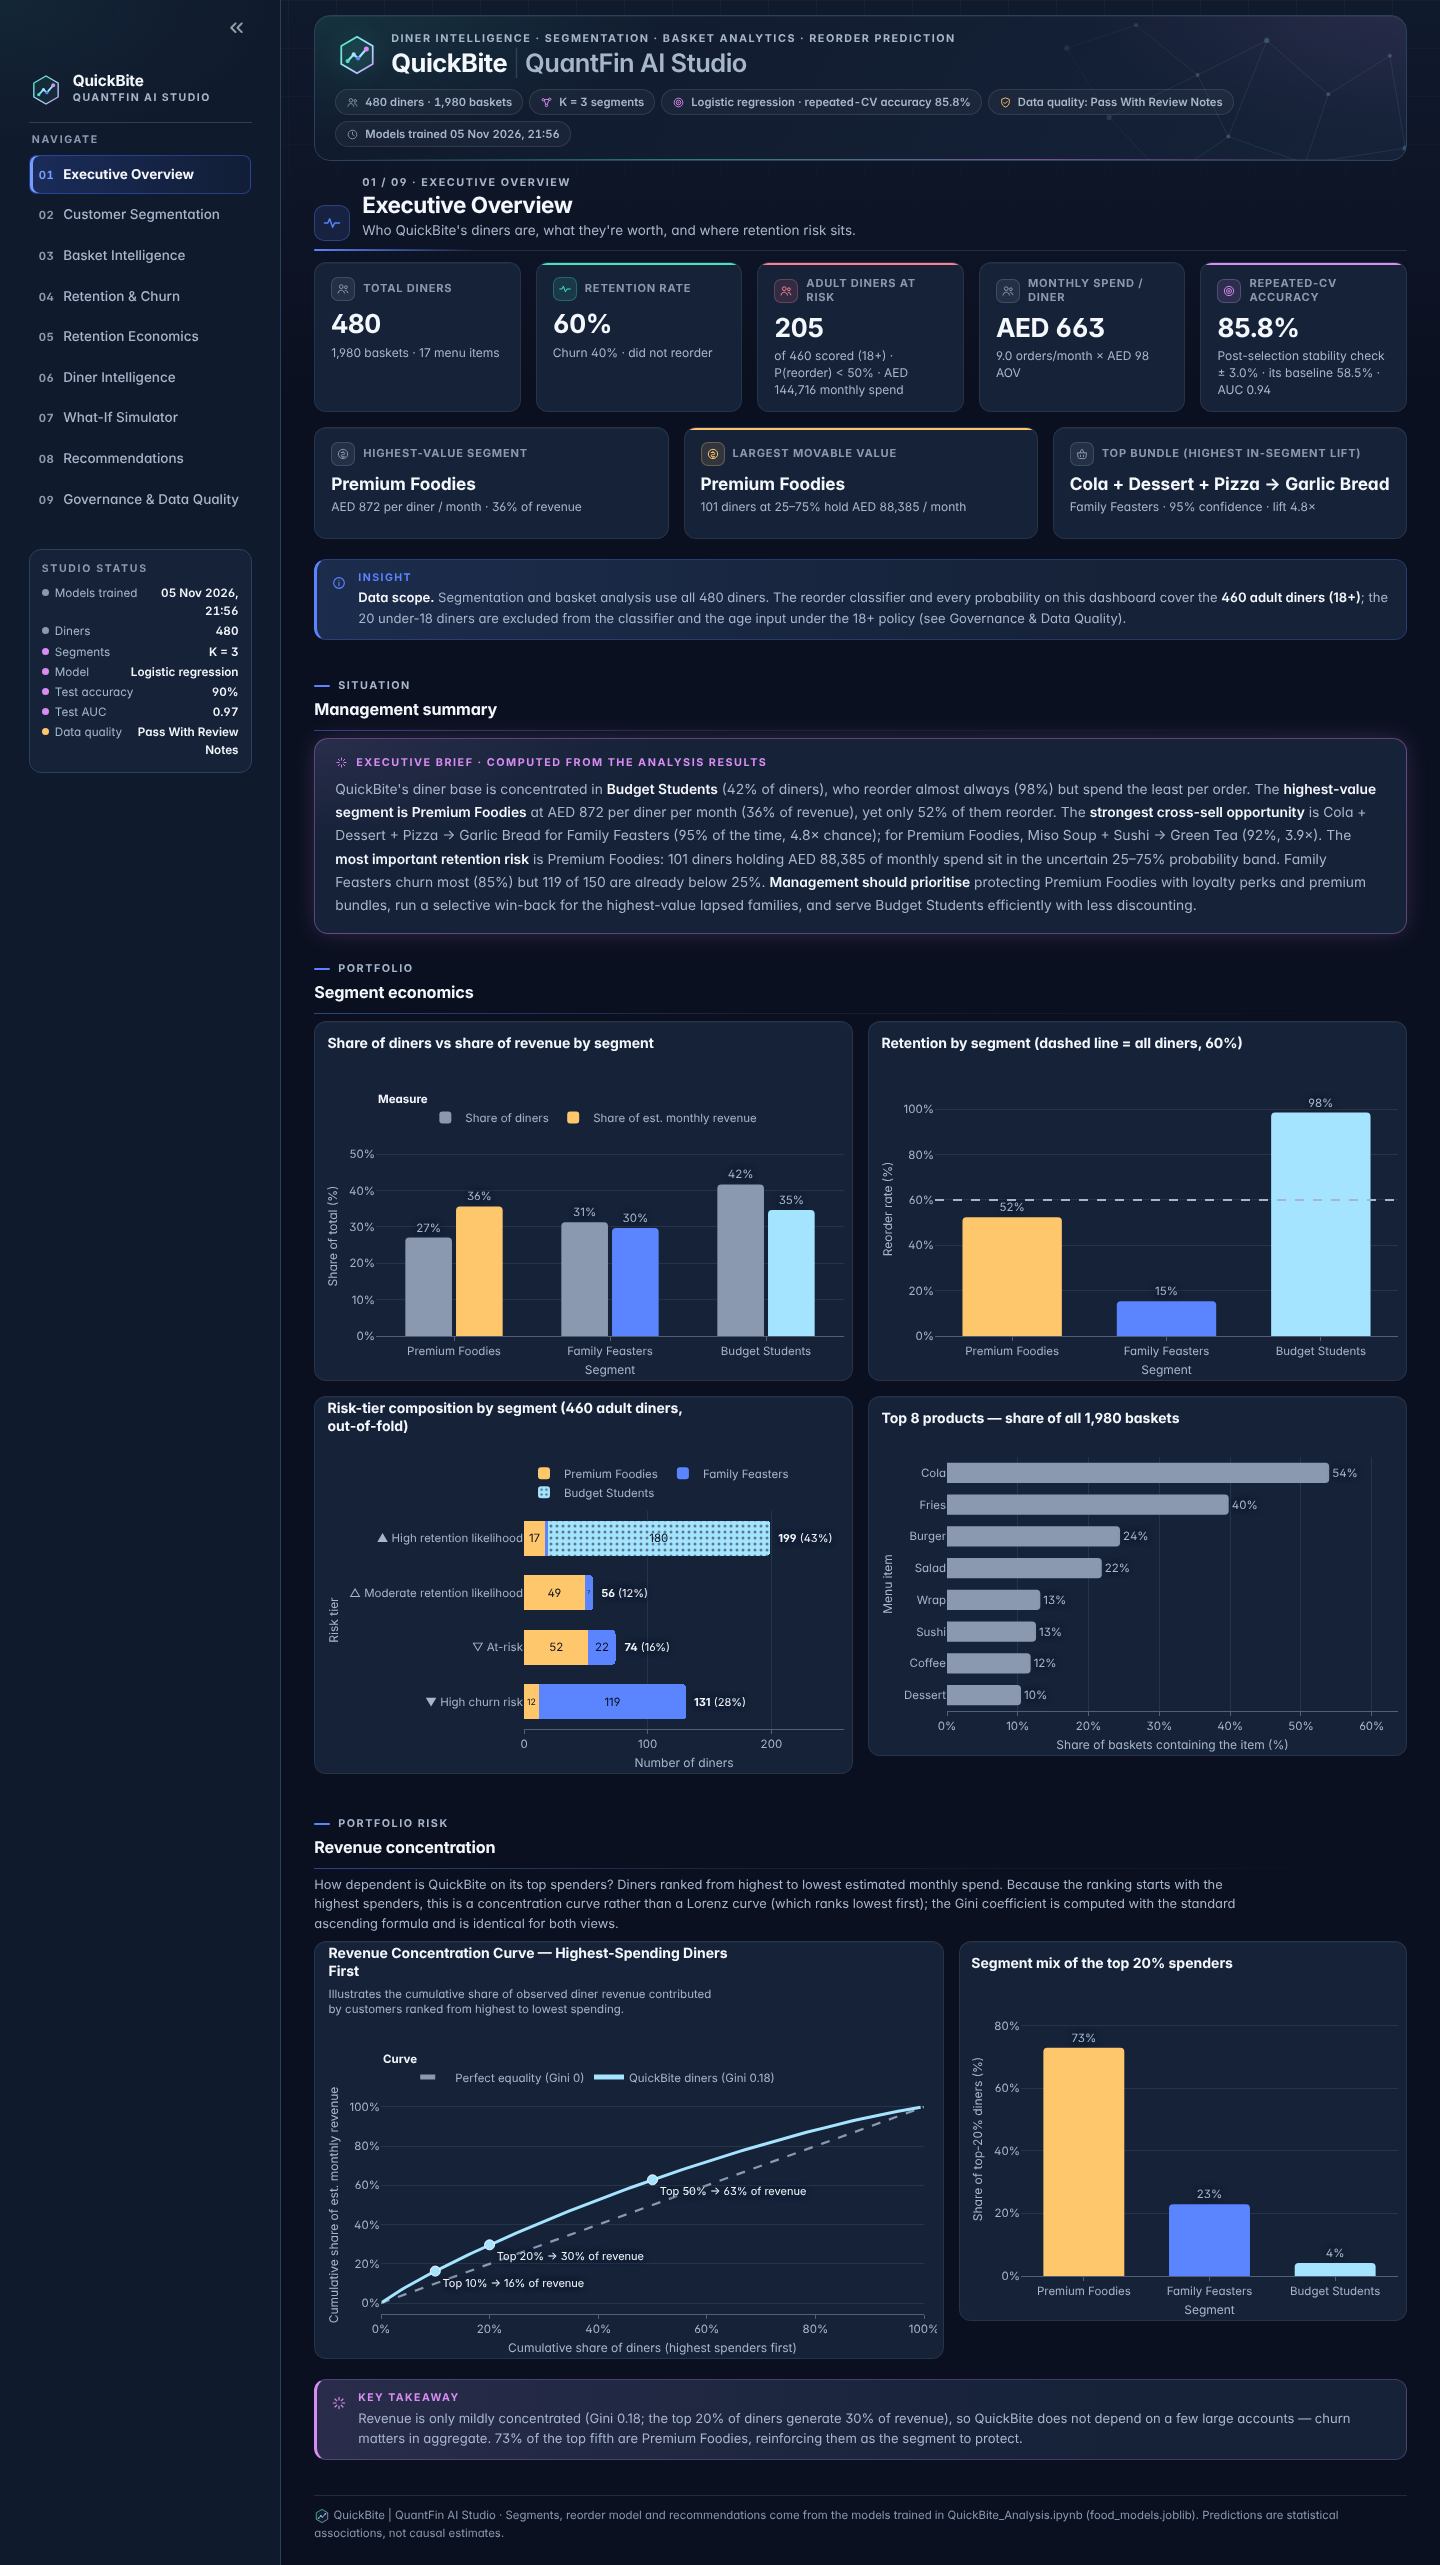 QuickBite
QUANTFIN AI STUDIO
NAVIGATE
01 Executive Overview
02 Customer Segmentation
03 Basket Intelligence
04 Retention & Churn
05 Retention Economics
06 Diner Intelligence
07 What-If Simulator
08 Recommendations
09 Governance & Data Quality
STUDIO STATUS
Models trained 05 Nov 2026,
21:56
Diners 480
Segments K = 3
Model Logistic regression
Test accuracy 90%
Test AUC 0.97
Data quality Pass With Review
Notes
DINER INTELLIGENCE · SEGMENTATION · BASKET ANALYTICS · REORDER PREDICTION
QuickBite | QuantFin AI Studio
480 diners · 1,980 baskets
K = 3 segments
Logistic regression · repeated-CV accuracy 85.8%
Data quality: Pass With Review Notes
Models trained 05 Nov 2026, 21:56
01 / 09 · EXECUTIVE OVERVIEW
Executive Overview
Who QuickBite's diners are, what they're worth, and where retention risk sits.
TOTAL DINERS
480
1,980 baskets · 17 menu items
RETENTION RATE
60%
Churn 40% · did not reorder
ADULT DINERS AT
RISK
205
of 460 scored (18+) ·
P(reorder) < 50% · AED
144,716 monthly spend
MONTHLY SPEND /
DINER
AED 663
9.0 orders/month × AED 98
AOV
REPEATED-CV
ACCURACY
85.8%
Post-selection stability check
± 3.0% · its baseline 58.5% ·
AUC 0.94
HIGHEST-VALUE SEGMENT
Premium Foodies
AED 872 per diner / month · 36% of revenue
LARGEST MOVABLE VALUE
Premium Foodies
101 diners at 25–75% hold AED 88,385 / month
TOP BUNDLE (HIGHEST IN-SEGMENT LIFT)
Cola + Dessert + Pizza → Garlic Bread
Family Feasters · 95% confidence · lift 4.8×
INSIGHT
Data scope. Segmentation and basket analysis use all 480 diners. The reorder classifier and every probability on this dashboard cover the 460 adult diners (18+); the
20 under-18 diners are excluded from the classifier and the age input under the 18+ policy (see Governance & Data Quality).
SITUATION
Management summary
EXECUTIVE BRIEF · COMPUTED FROM THE ANALYSIS RESULTS
QuickBite's diner base is concentrated in Budget Students (42% of diners), who reorder almost always (98%) but spend the least per order. The highest-value
segment is Premium Foodies at AED 872 per diner per month (36% of revenue), yet only 52% of them reorder. The strongest cross-sell opportunity is Cola +
Dessert + Pizza → Garlic Bread for Family Feasters (95% of the time, 4.8× chance); for Premium Foodies, Miso Soup + Sushi → Green Tea (92%, 3.9×). The
most important retention risk is Premium Foodies: 101 diners holding AED 88,385 of monthly spend sit in the uncertain 25–75% probability band. Family
Feasters churn most (85%) but 119 of 150 are already below 25%. Management should prioritise protecting Premium Foodies with loyalty perks and premium
bundles, run a selective win-back for the highest-value lapsed families, and serve Budget Students efficiently with less discounting.
PORTFOLIO
Segment economics
Share of diners vs share of revenue by segment
Measure
Share of diners Share of est. monthly revenue
Share of total (%)
50%
40%
30%
20%
10%
0%
27% 36% 31% 30% 42% 35%
Premium Foodies Family Feasters Budget Students
Segment
Retention by segment (dashed line = all diners, 60%)
Reorder rate (%)
100%
80%
60%
40%
20%
0%
52% 15% 98%
Premium Foodies Family Feasters Budget Students
Segment
Risk-tier composition by segment (460 adult diners,
out-of-fold)
Premium Foodies Family Feasters
Budget Students
Risk tier
▲ High retention likelihood 17 180 199 (43%)
△ Moderate retention likelihood 49 7 56 (12%)
▽ At-risk 52 22 74 (16%)
▼ High churn risk 12 119 131 (28%)
0 100 200
Number of diners
Top 8 products — share of all 1,980 baskets
Menu item
Cola 54%
Fries 40%
Burger 24%
Salad 22%
Wrap 13%
Sushi 13%
Coffee 12%
Dessert 10%
0% 10% 20% 30% 40% 50% 60%
Share of baskets containing the item (%)
PORTFOLIO RISK
Revenue concentration
How dependent is QuickBite on its top spenders? Diners ranked from highest to lowest estimated monthly spend. Because the ranking starts with the
highest spenders, this is a concentration curve rather than a Lorenz curve (which ranks lowest first); the Gini coefficient is computed with the standard
ascending formula and is identical for both views.
Revenue Concentration Curve — Highest-Spending Diners
First
Illustrates the cumulative share of observed diner revenue contributed
by customers ranked from highest to lowest spending.
Curve
Perfect equality (Gini 0) QuickBite diners (Gini 0.18)
Cumulative share of est. monthly revenue
100%
80%
60%
40%
20%
0%
Top 50% → 63% of revenue
Top 20% → 30% of revenue
Top 10% → 16% of revenue
0% 20% 40% 60% 80% 100%
Cumulative share of diners (highest spenders first)
Segment mix of the top 20% spenders
Share of top-20% diners (%)
80%
60%
40%
20%
0%
73% 23% 4%
Premium Foodies Family Feasters Budget Students
Segment
KEY TAKEAWAY
Revenue is only mildly concentrated (Gini 0.18; the top 20% of diners generate 30% of revenue), so QuickBite does not depend on a few large accounts — churn
matters in aggregate. 73% of the top fifth are Premium Foodies, reinforcing them as the segment to protect.
QuickBite | QuantFin AI Studio · Segments, reorder model and recommendations come from the models trained in QuickBite_Analysis.ipynb (food_models.joblib). Predictions are statistical
associations, not causal estimates.